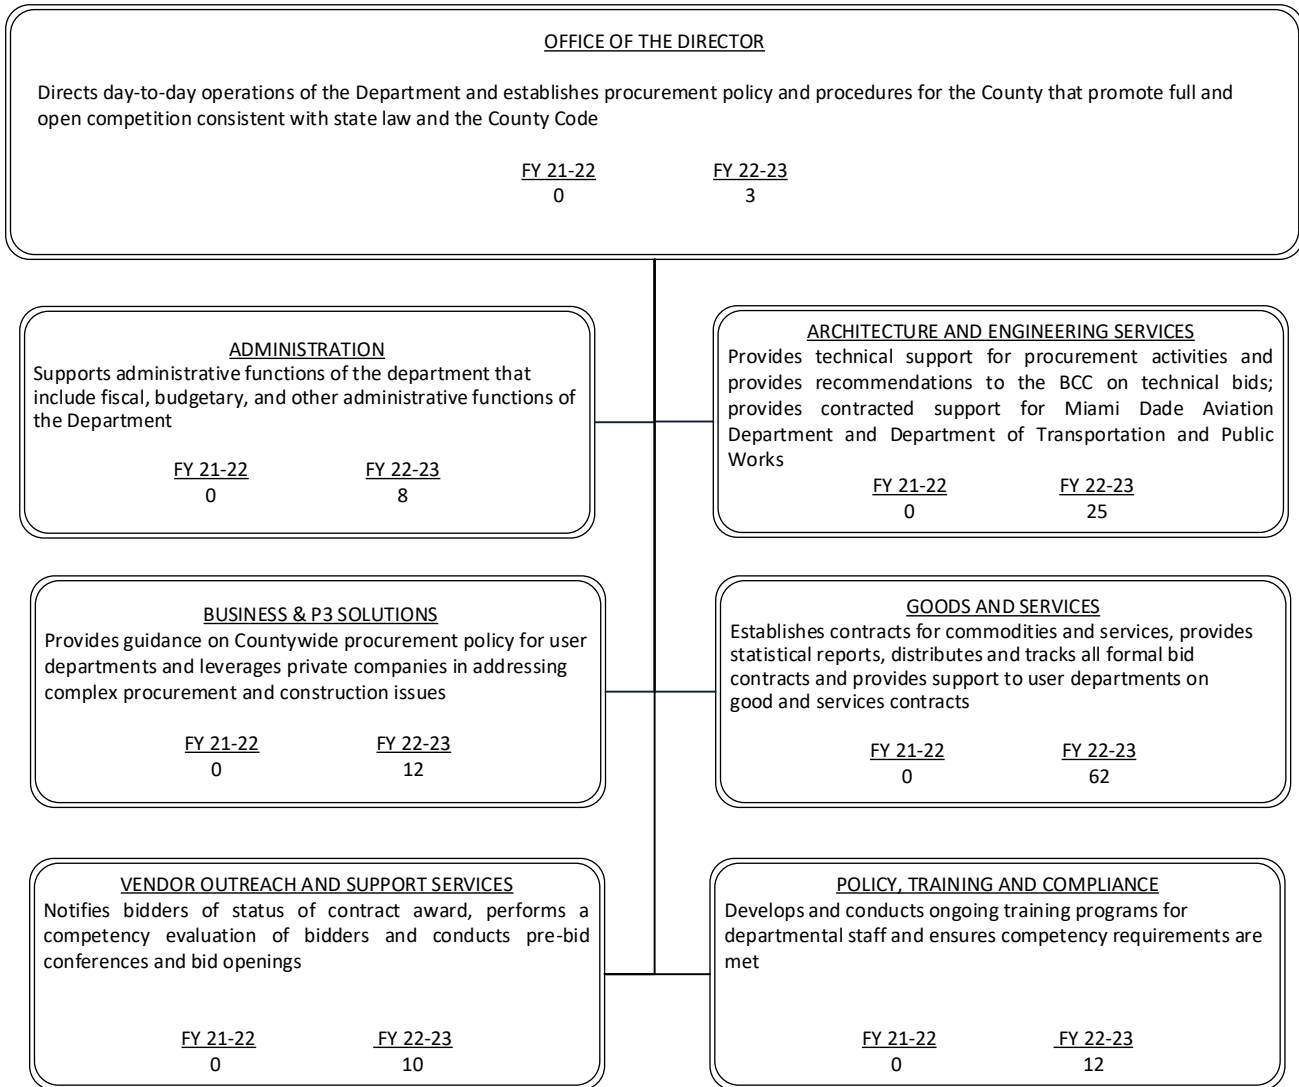 OFFICE OF THE DIRECTOR
Directs day-to-day operations of the Department and establishes procurement policy and procedures for the County that promote full and
open competition consistent with state law and the County Code
FY 21-22 FY 22-23
0 3
ADMINISTRATION
Supports administrative functions of the department that
include fiscal, budgetary, and other administrative functions of
the Department
FY 21-22 FY 22-23
0 8
ARCHITECTURE AND ENGINEERING SERVICES
Provides technical support for procurement activities and
provides recommendations to the BCC on technical bids;
provides contracted support for Miami Dade Aviation
Department and Department of Transportation and Public
Works
FY 21-22 FY 22-23
0 25
BUSINESS & P3 SOLUTIONS
Provides guidance on Countywide procurement policy for user
departments and leverages private companies in addressing
complex procurement and construction issues
FY 21-22 FY 22-23
0 12
GOODS AND SERVICES
Establishes contracts for commodities and services, provides
statistical reports, distributes and tracks all formal bid
contracts and provides support to user departments on
good and services contracts
FY 21-22 FY 22-23
0 62
VENDOR OUTREACH AND SUPPORT SERVICES
Notifies bidders of status of contract award, performs a
competency evaluation of bidders and conducts pre-bid
conferences and bid openings
FY 21-22 FY 22-23
0 10
POLICY, TRAINING AND COMPLIANCE
Develops and conducts ongoing training programs for
departmental staff and ensures competency requirements are
met
FY 21-22 FY 22-23
0 12